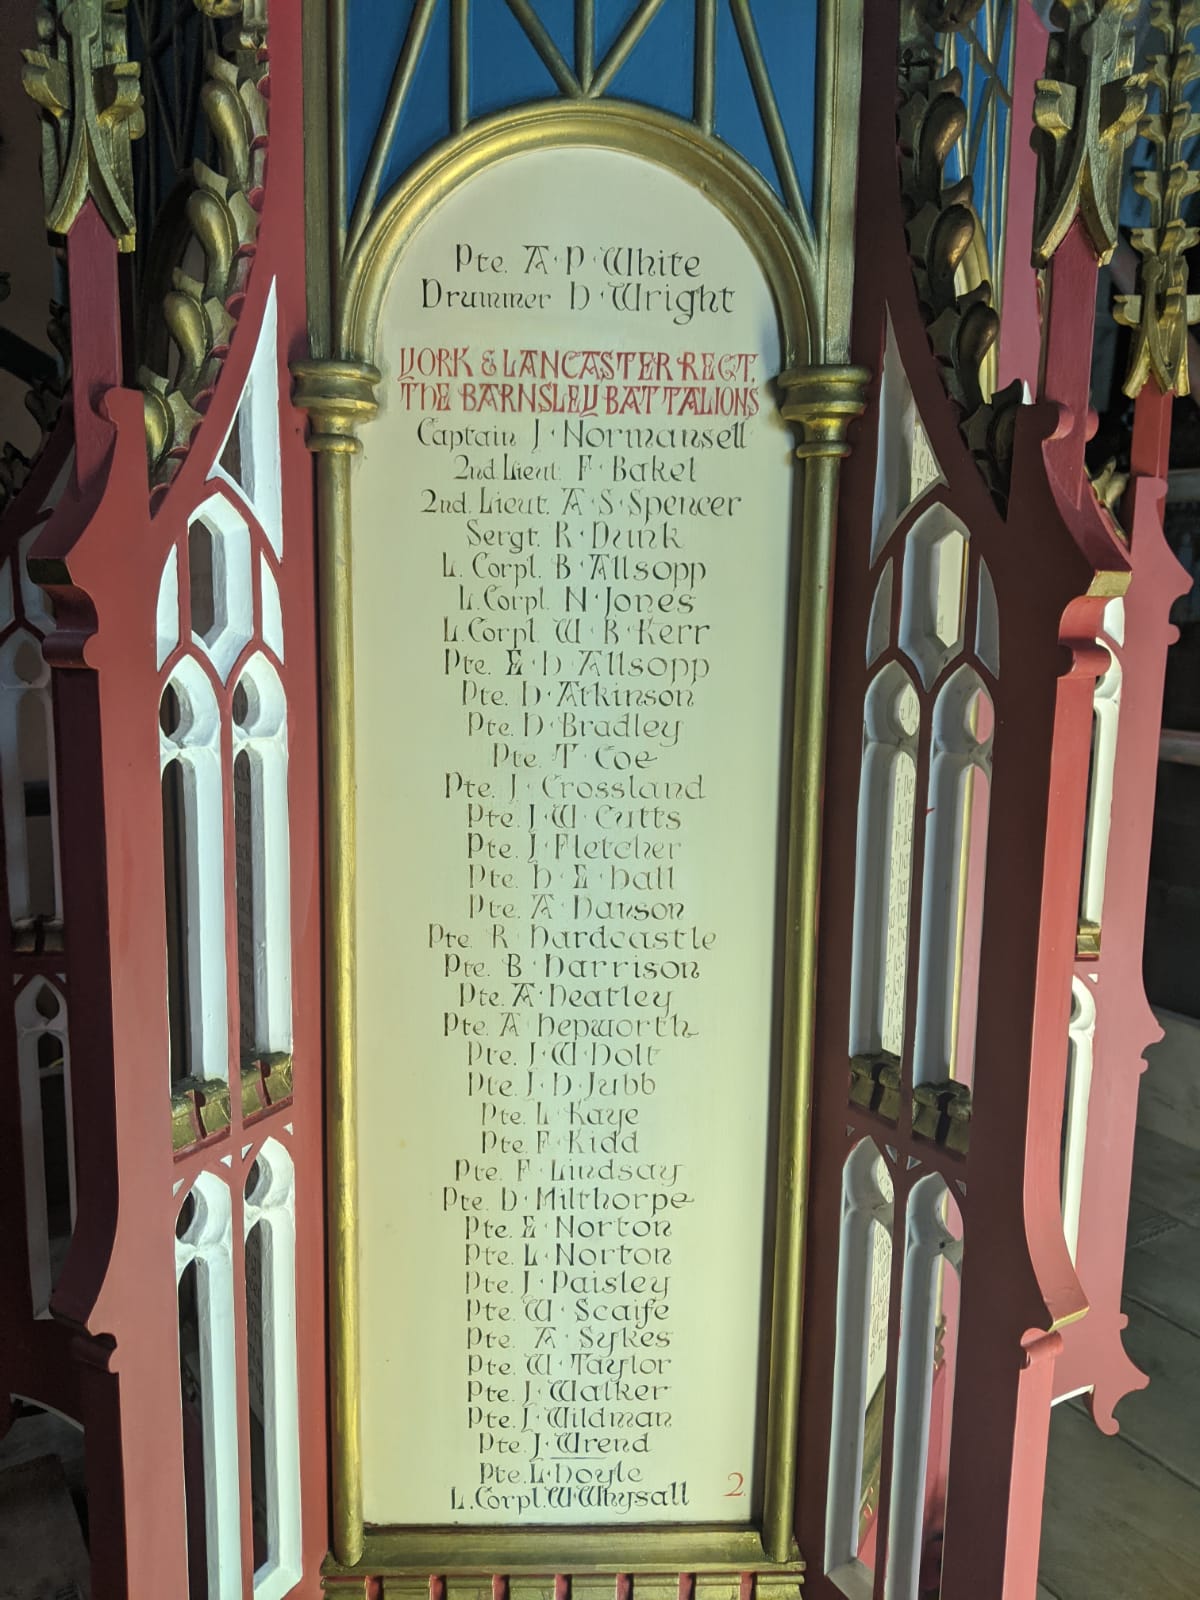 Pte. A·P·White
Drummer H·Wright
YORK & LANCASTER REGT.
THE BARNSLEY BATTALIONS
Captain J·Normansell
2nd. Lieut. F·Bakel
2nd. Lieut. A·S·Spencer
Sergt. R·Dunk
L. Corpl. B·Allsopp
L. Corpl. N·Jones
L. Corpl. W·R·Kerr
Pte. E·H·Allsopp
Pte. H·Atkinson
Pte. H·Bradley
Pte. T·Coe
Pte. J·Crossland
Pte. J·W·Cutts
Pte. J·Fletcher
Pte. H·E·Hall
Pte. A·Hanson
Pte. R·Hardcastle
Pte. B·Harrison
Pte. A·Heatley
Pte. A·Hepworth
Pte. J·W·Holt
Pte. J·H·Jubb
Pte. L·Kaye
Pte. F·Kidd
Pte. F·Lindsay
Pte. D·Milthorpe
Pte. E·Norton
Pte. L·Norton
Pte. J·Paisley
Pte. W·Scaife
Pte. A·Sykes
Pte. W·Taylor
Pte. J·Walker
Pte. J·Wildman
Pte. J·Wrend
Pte. L·Hoyle
L. Corpl. W·Whysall
2.